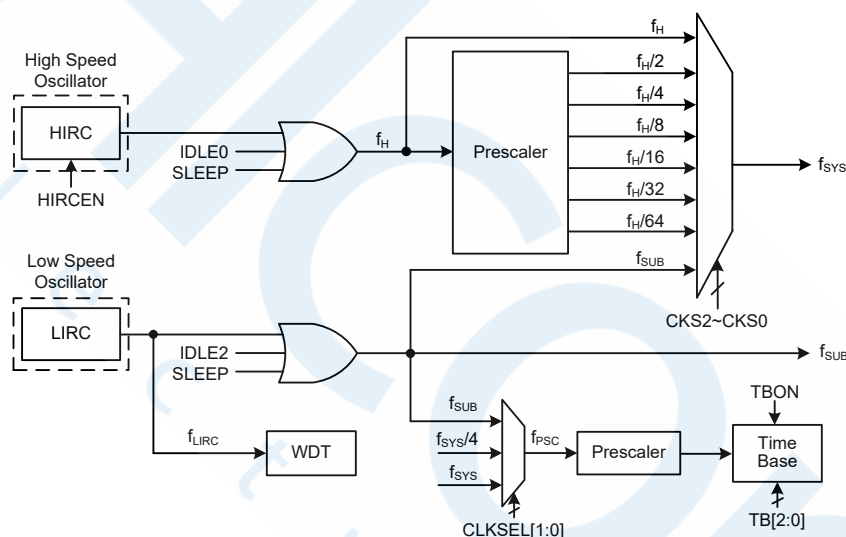 High Speed
Oscillator
HIRC
HIRCEN
IDLE0
SLEEP
fH
fH
Prescaler
fH/2
fH/4
fH/8
fH/16
fH/32
fH/64
fSUB
CKS2~CKS0
fSYS
Low Speed
Oscillator
LIRC
IDLE2
SLEEP
fSUB
fLIRC
WDT
fSUB
fSYS/4
fSYS
CLKSEL[1:0]
fPSC
Prescaler
TBON
Time
Base
TB[2:0]